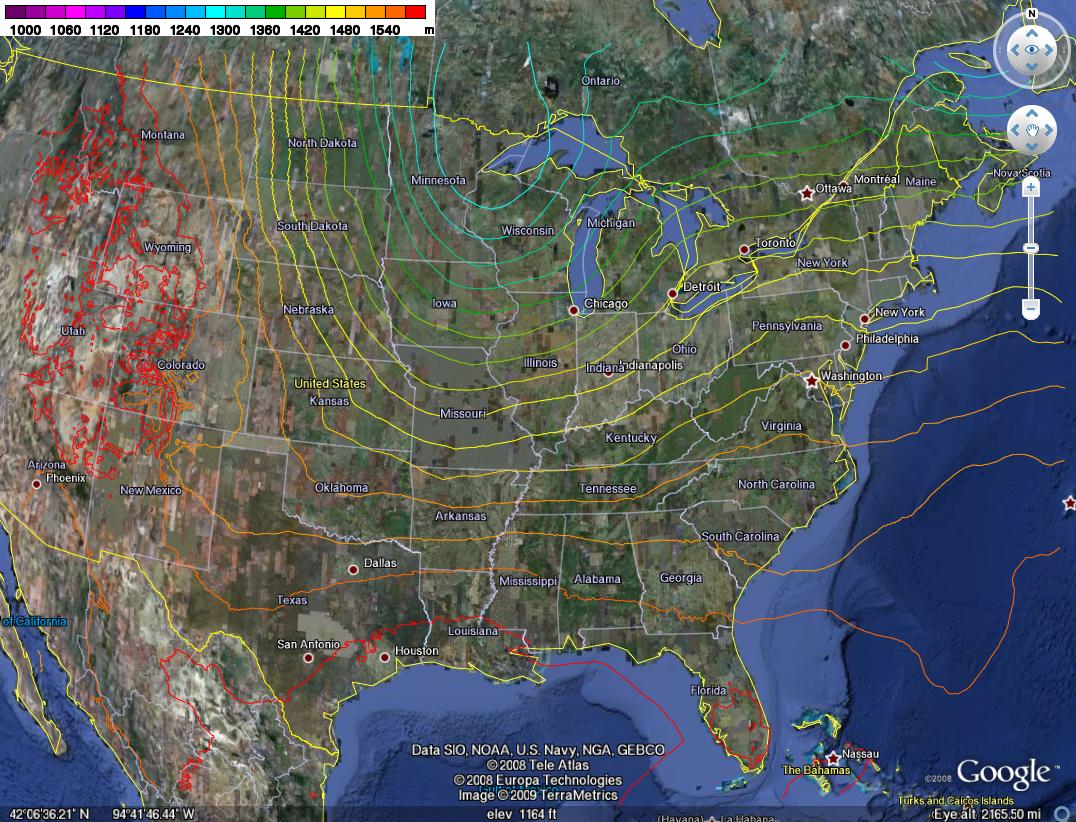 1000 1060 1120 1180 1240 1300 1360 1420 1480 1540 m
N
Ontario
Montana
North Dakota
Minnesota
Ottawa
Montréal
Maine
Nova Scotia
South Dakota
Wisconsin
Michigan
Wyoming
Toronto
New York
Nebraska
Iowa
Chicago
Detroit
New York
Utah
Pennsylvania
Philadelphia
Colorado
Illinois
Indiana
Indianapolis
Ohio
Washington
United States
Kansas
Missouri
Kentucky
Virginia
Arizona
Phoenix
New Mexico
Oklahoma
Tennessee
North Carolina
Arkansas
South Carolina
Dallas
Mississippi
Alabama
Georgia
Texas
of California
Louisiana
San Antonio
Houston
Florida
Data SIO, NOAA, U.S. Navy, NGA, GEBCO
© 2008 Tele Atlas
© 2008 Europa Technologies
Image © 2009 TerraMetrics
Nassau
The Bahamas
©2008 Google™
Turks and Caicos Islands
42°06'36.21" N 94°41'46.44" W
elev 1164 ft
Eye alt 2165.50 mi
(Havana)
La Habana